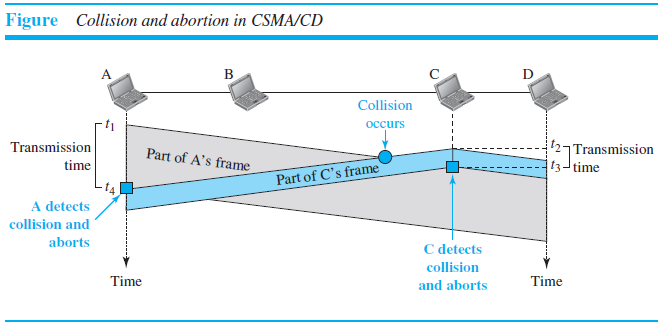 Figure Collision and abortion in CSMA/CD
A B C D
Collision
occurs
t1
Transmission
time
t4
Part of A's frame
Part of C's frame
t2
Transmission
t3
time
A detects
collision and
aborts
C detects
collision
and aborts
Time
Time